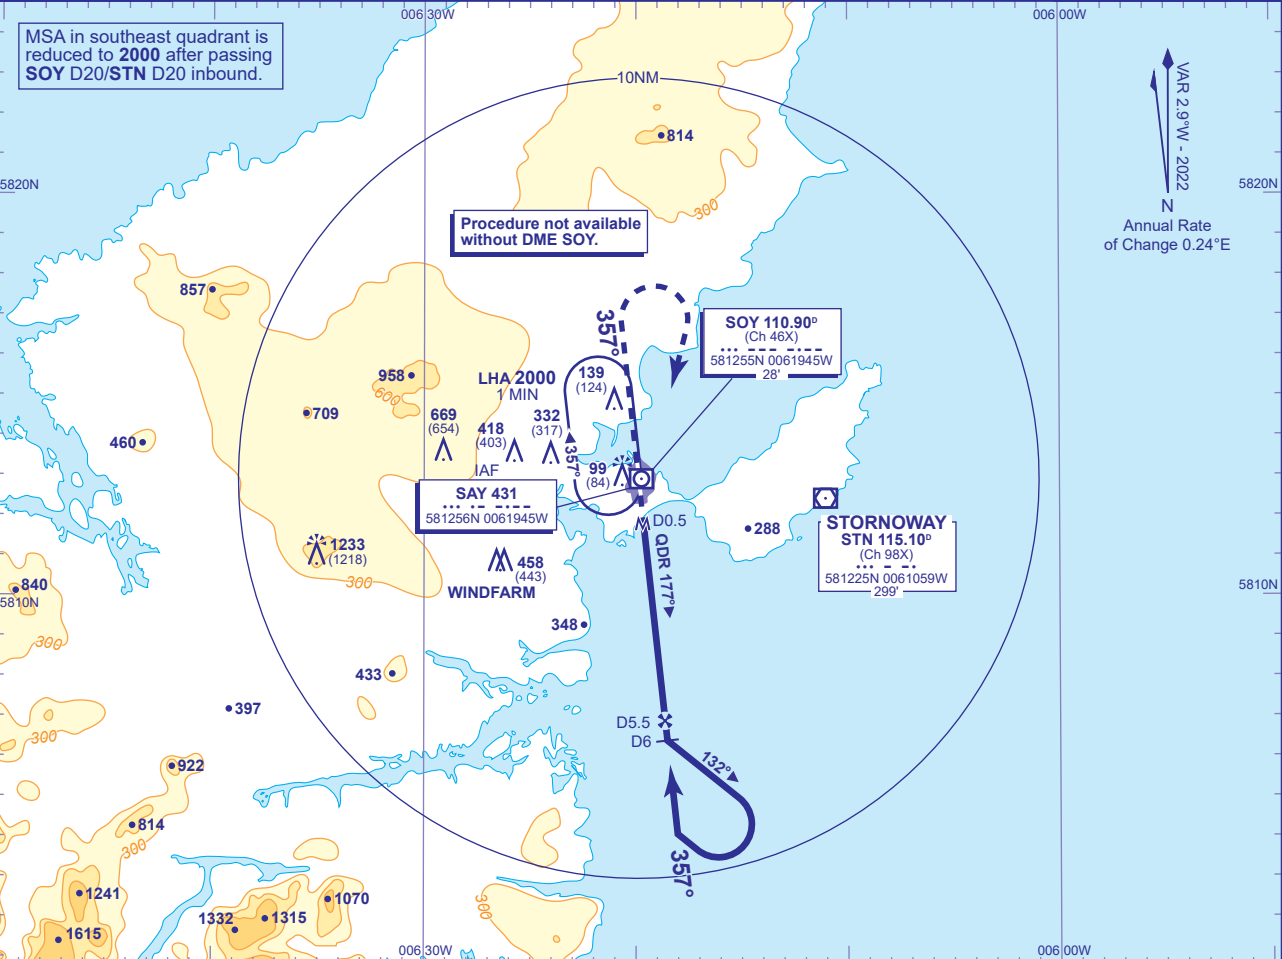 006:30W
006:00W
MSA in southeast quadrant is
reduced to 2000 after passing
SOY D20/STN D20 inbound.
10NM
VAR 2.9°W - 2022
814
5820N
5820N
N
Annual Rate
of Change 0.24°E
300
Procedure not available
without DME SOY.
857
357°
SOY 110.90ᴰ
(Ch 46X)
••• ––– –•––
581255N 0061945W
28'
958
600
LHA 2000
1 MIN
139
(124)
709
669
(654)
418
(403)
332
(317)
460
357°
IAF
99
(84)
SAY 431
••• •– –•––
581256N 0061945W
D0.5
288
STORNOWAY
STN 115.10ᴰ
(Ch 98X)
••• – –•
581225N 0061059W
299'
QDR 177°
1233
(1218)
458
(443)
WINDFARM
300
840
5810N
5810N
348
300
433
397
D5.5
D6
300
922
132°
814
300
357°
1241
1070
1332
1315
300
1615
006:30W
006:00W